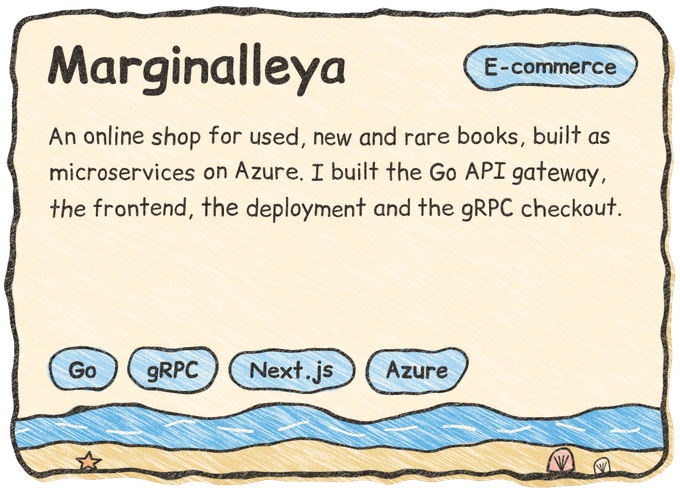 Marginalleya
E-commerce
An online shop for used, new and rare books, built as
microservices on Azure. I built the Go API gateway,
the frontend, the deployment and the gRPC checkout.
Go
gRPC
Next.js
Azure